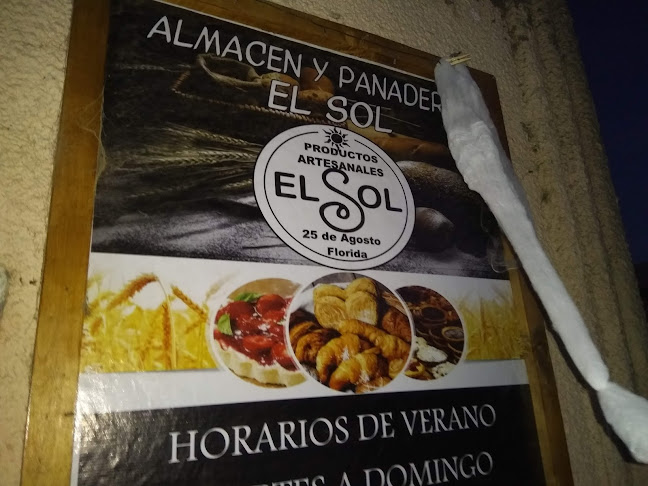 ALMACEN Y PANADER
EL SOL
PRODUCTOS
ARTESANALES
EL SOL
25 de Agosto
Florida
HORARIOS DE VERANO
A DOMINGO